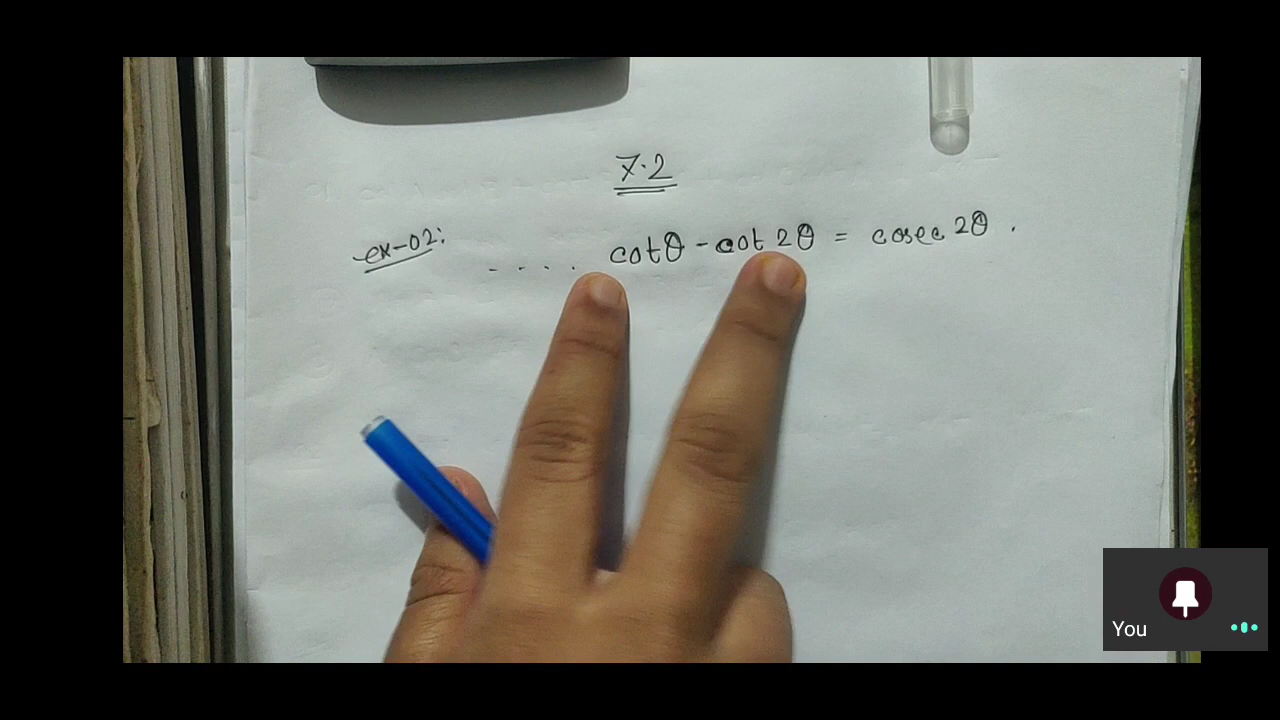 7.2
ex-02: .... cotθ - cot 2θ = cosec 2θ .
You